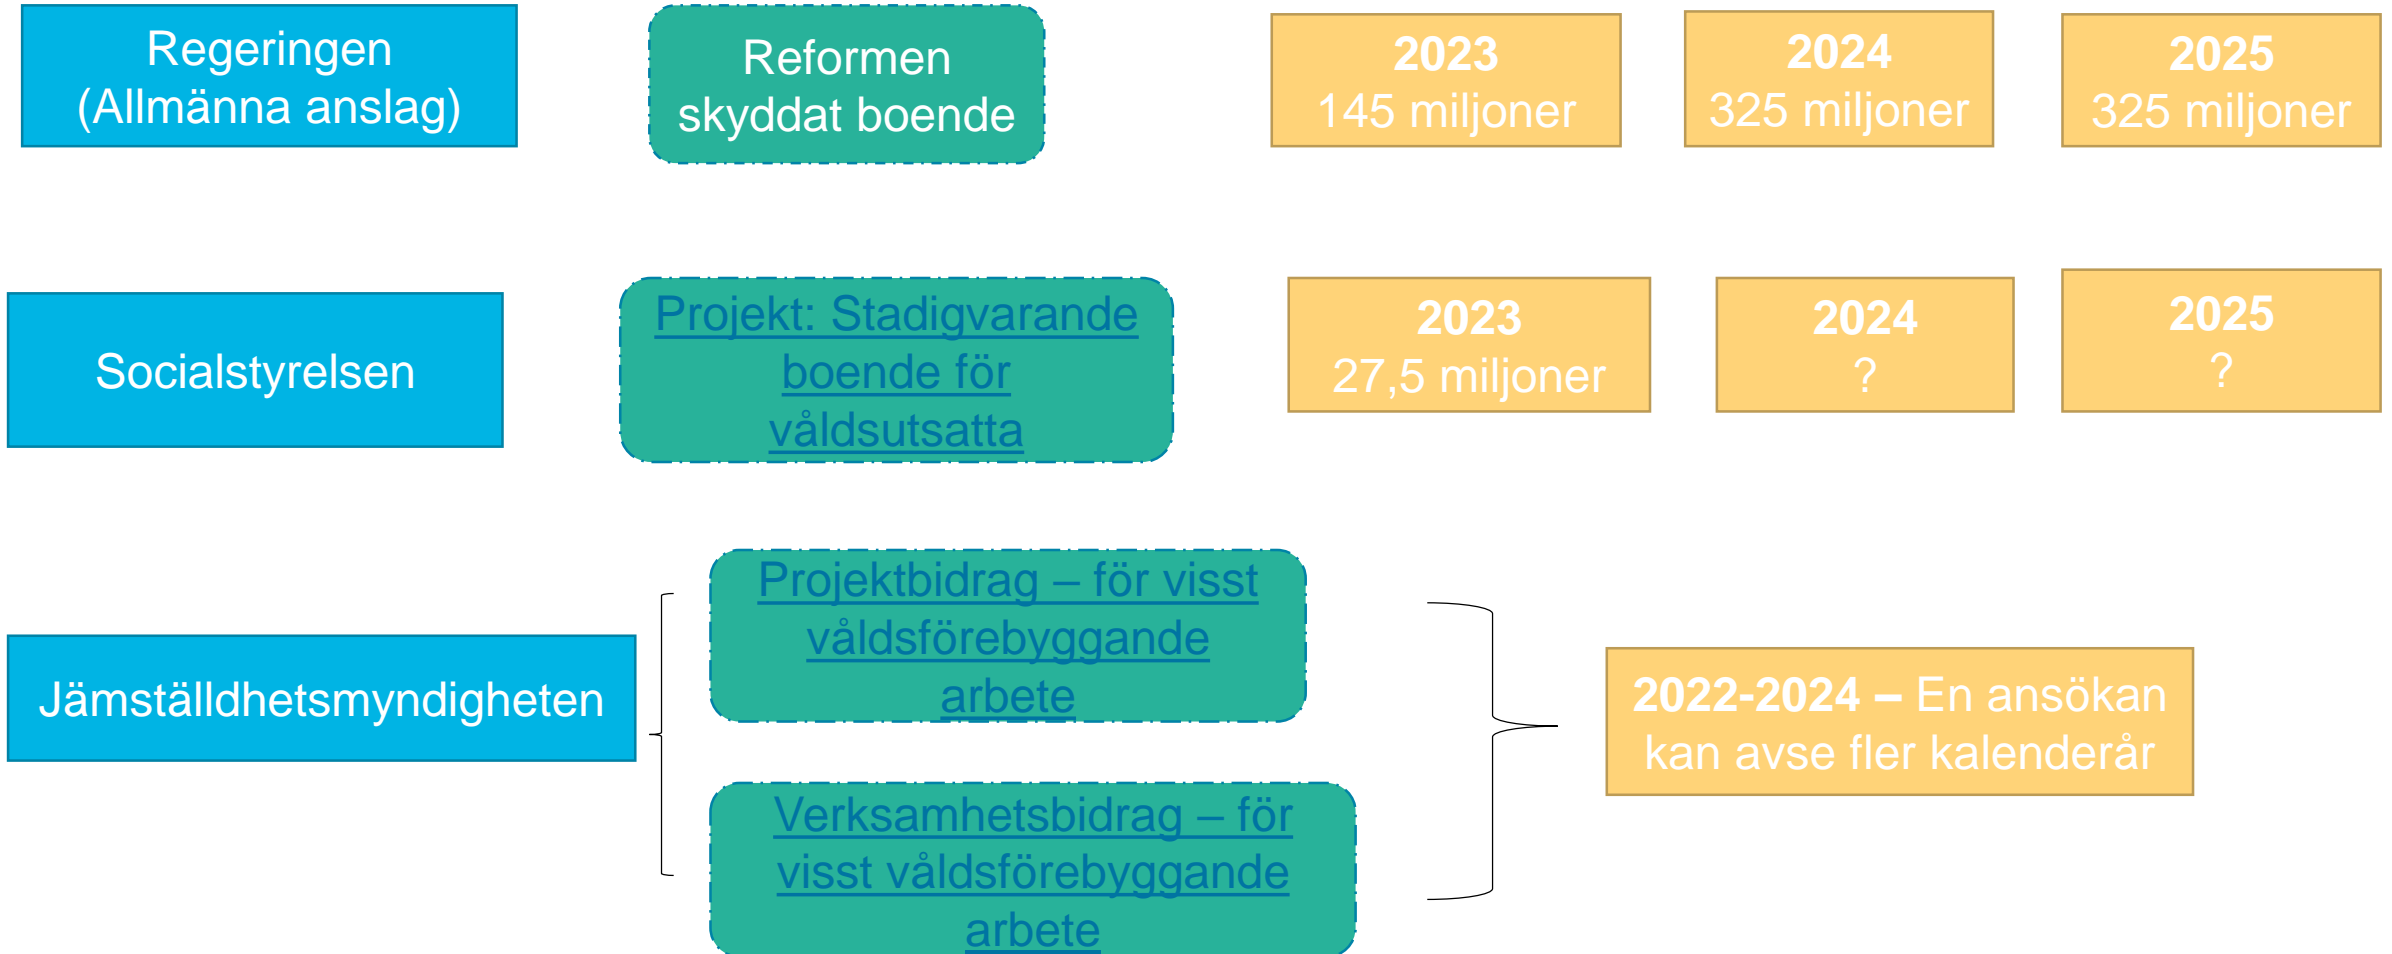 Regeringen
(Allmänna anslag)
Reformen
skyddat boende
2023
145 miljoner
2024
325 miljoner
2025
325 miljoner
Socialstyrelsen
Projekt: Stadigvarande
boende för
våldsutsatta
2023
27,5 miljoner
2024
?
2025
?
Jämställdhetsmyndigheten
Projektbidrag – för visst
våldsförebyggande
arbete
Verksamhetsbidrag – för
visst våldsförebyggande
arbete
2022-2024 – En ansökan
kan avse fler kalenderår